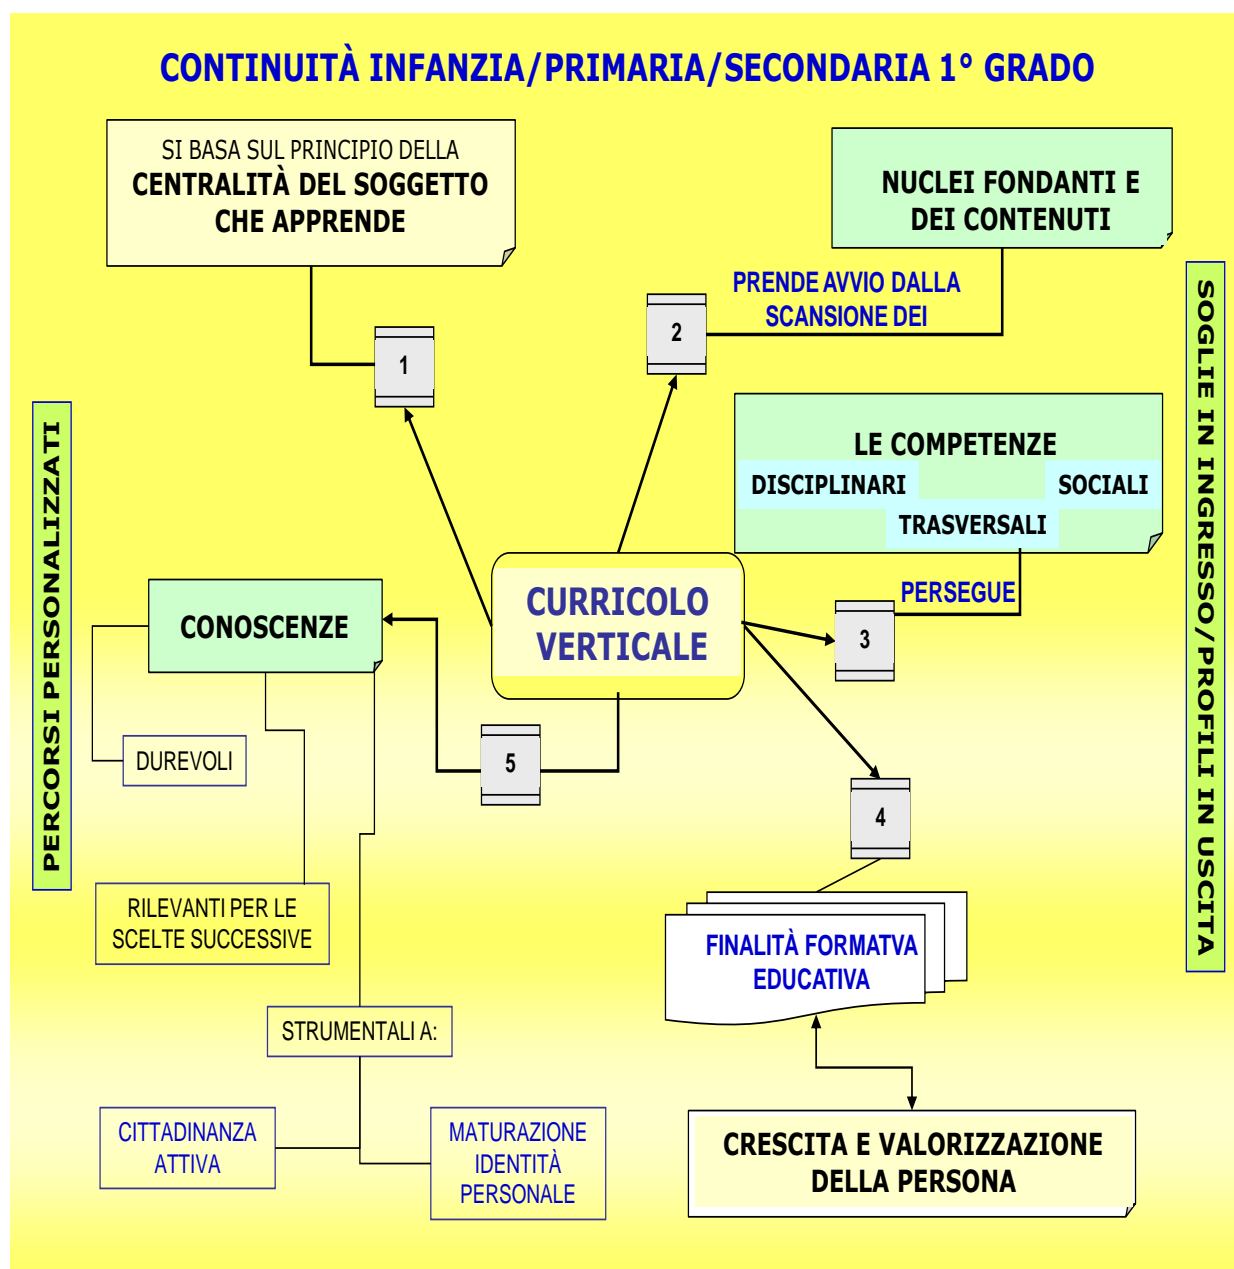 CONTINUITÀ INFANZIA/PRIMARIA/SECONDARIA 1° GRADO
SI BASA SUL PRINCIPIO DELLA
CENTRALITÀ DEL SOGGETTO
CHE APPRENDE
NUCLEI FONDANTI E
DEI CONTENUTI
PRENDE AVVIO DALLA
SCANSIONE DEI
2
1
LE COMPETENZE
DISCIPLINARI
SOCIALI
TRASVERSALI
PERSEGUE
3
CURRICOLO
VERTICALE
CONOSCENZE
5
DUREVOLI
4
RILEVANTI PER LE
SCELTE SUCCESSIVE
FINALITÀ FORMATVA
EDUCATIVA
STRUMENTALI A:
CITTADINANZA
ATTIVA
MATURAZIONE
IDENTITÀ
PERSONALE
CRESCITA E VALORIZZAZIONE
DELLA PERSONA
PERCORSI PERSONALIZZATI
SOGLIE IN INGRESSO/PROFILI IN USCITA